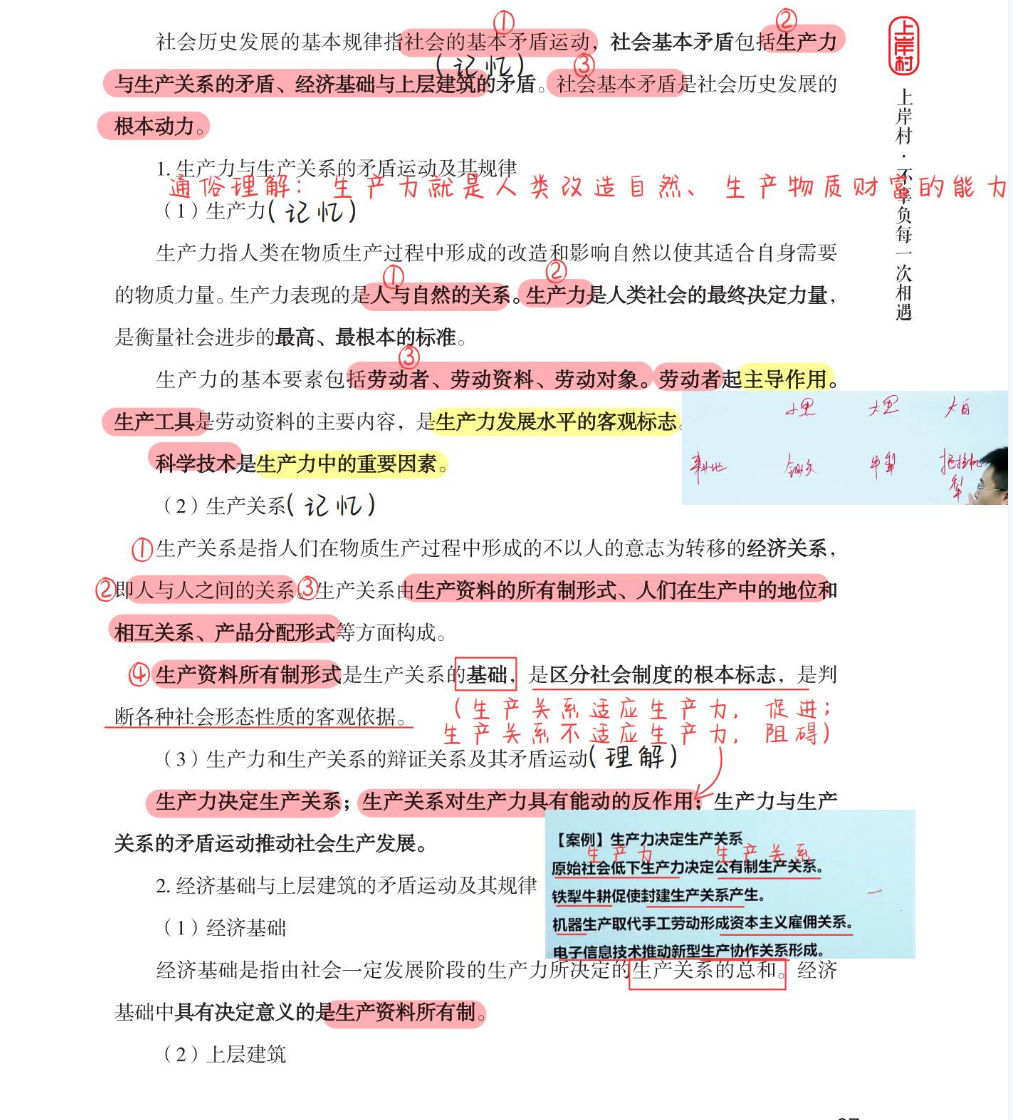 ① ②
社会历史发展的基本规律指社会的基本矛盾运动，社会基本矛盾包括生产力
(记忆) ③
与生产关系的矛盾、经济基础与上层建筑的矛盾。社会基本矛盾是社会历史发展的
根本动力。
1. 生产力与生产关系的矛盾运动及其规律
通俗理解：生产力就是人类改造自然、生产物质财富的能力
（1）生产力(记忆)
生产力指人类在物质生产过程中形成的改造和影响自然以使其适合自身需要
① ②
的物质力量。生产力表现的是人与自然的关系。生产力是人类社会的最终决定力量，
是衡量社会进步的最高、最根本的标准。
③
生产力的基本要素包括劳动者、劳动资料、劳动对象。劳动者起主导作用。
生产工具是劳动资料的主要内容，是生产力发展水平的客观标志。
科学技术是生产力中的重要因素。
（2）生产关系(记忆)
①生产关系是指人们在物质生产过程中形成的不以人的意志为转移的经济关系，
②即人与人之间的关系。③生产关系由生产资料的所有制形式、人们在生产中的地位和
相互关系、产品分配形式等方面构成。
④生产资料所有制形式是生产关系的基础，是区分社会制度的根本标志，是判
断各种社会形态性质的客观依据。
(生产关系适应生产力，促进；
生产关系不适应生产力，阻碍)
（3）生产力和生产关系的辩证关系及其矛盾运动(理解)
生产力决定生产关系；生产关系对生产力具有能动的反作用；生产力与生产
关系的矛盾运动推动社会生产发展。
2. 经济基础与上层建筑的矛盾运动及其规律
（1）经济基础
经济基础是指由社会一定发展阶段的生产力所决定的生产关系的总和。经济
基础中具有决定意义的是生产资料所有制。
（2）上层建筑
【案例】生产力决定生产关系
生产力 生产关系
原始社会低下生产力决定公有制生产关系。
铁犁牛耕促使封建生产关系产生。
机器生产取代手工劳动形成资本主义雇佣关系。
电子信息技术推动新型生产协作关系形成。
耕地 锄头 牛犁
上岸村
上岸村·不辜负每一次相遇